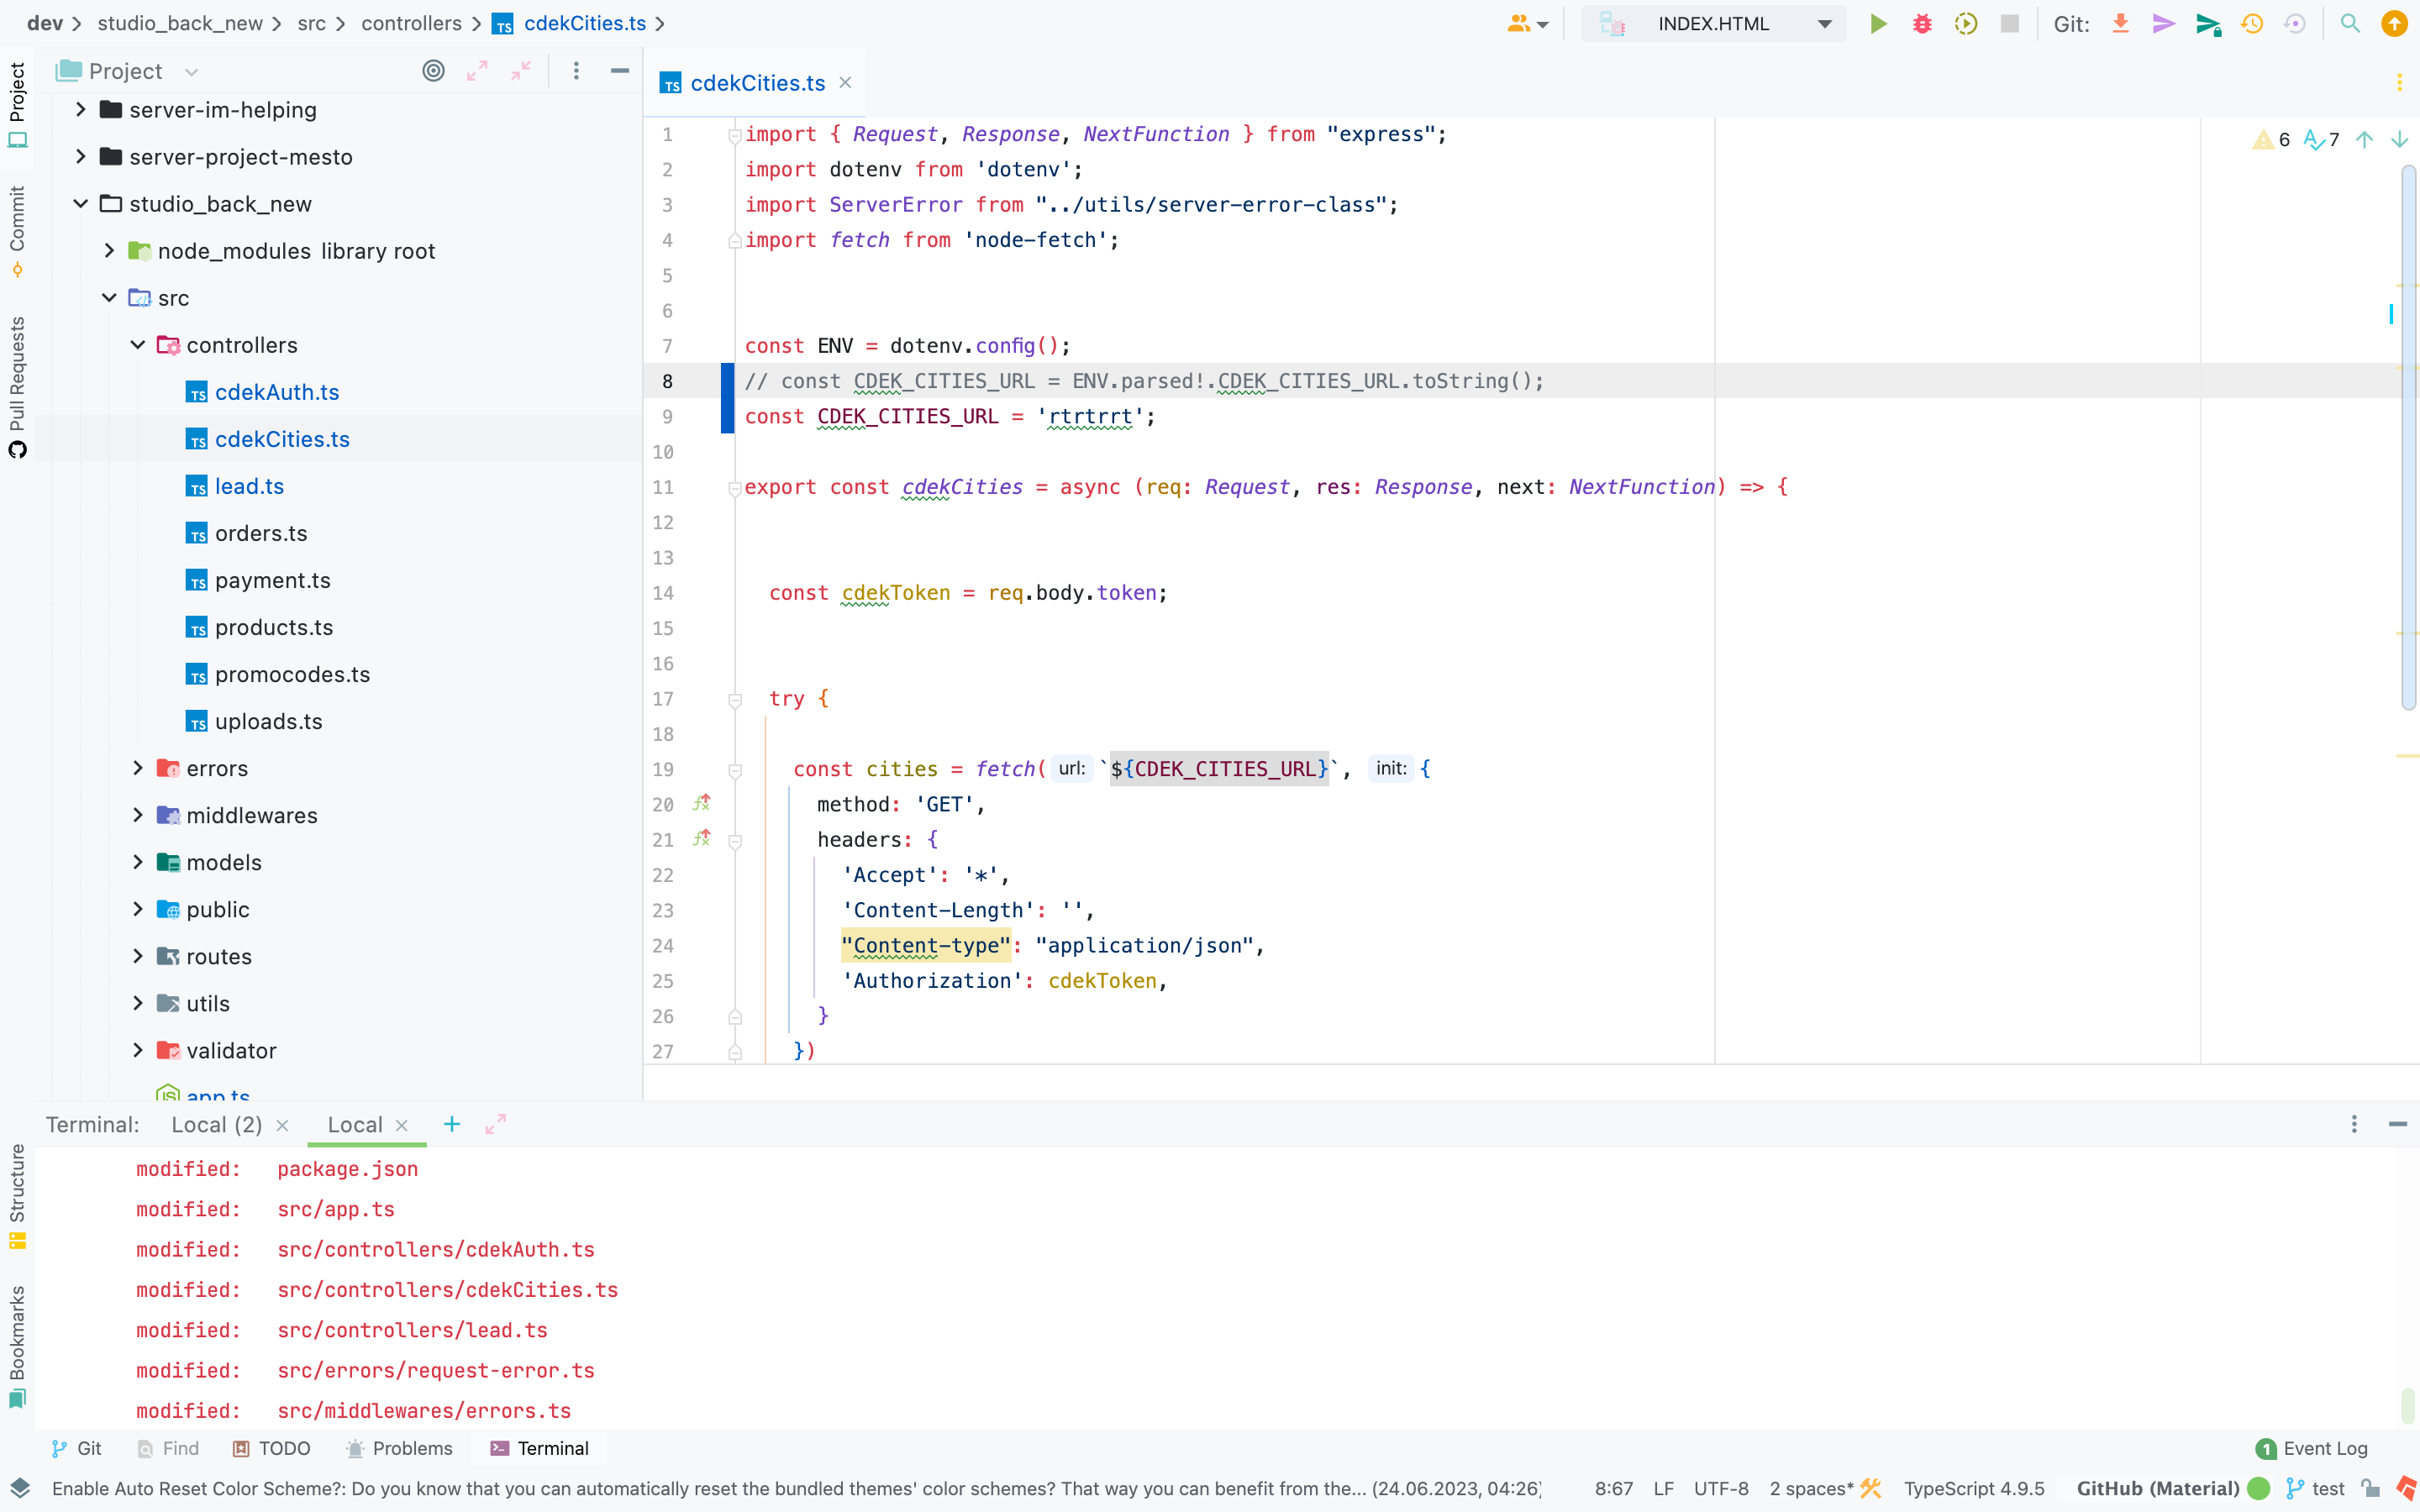 dev studio_back_new src controllers TS cdekCities.ts INDEX.HTML Git:
Project
Project
Commit
Pull Requests
Structure
Bookmarks
server-im-helping
server-project-mesto
studio_back_new
node_modules library root
src
controllers
TS cdekAuth.ts
TS cdekCities.ts
TS lead.ts
TS orders.ts
TS payment.ts
TS products.ts
TS promocodes.ts
TS uploads.ts
errors
middlewares
models
public
routes
utils
validator
app.ts
TS cdekCities.ts
6 7
1 import { Request, Response, NextFunction } from "express";
2 import dotenv from 'dotenv';
3 import ServerError from "../utils/server-error-class";
4 import fetch from 'node-fetch';
5
6
7 const ENV = dotenv.config();
8 // const CDEK_CITIES_URL = ENV.parsed!.CDEK_CITIES_URL.toString();
9 const CDEK_CITIES_URL = 'rtrtrrt';
10
11 export const cdekCities = async (req: Request, res: Response, next: NextFunction) => {
12
13
14 const cdekToken = req.body.token;
15
16
17 try {
18
19 const cities = fetch( url: `${CDEK_CITIES_URL}`, init: {
20 method: 'GET',
21 headers: {
22 'Accept': '*',
23 'Content-Length': '',
24 "Content-type": "application/json",
25 'Authorization': cdekToken,
26 }
27 })
Terminal: Local (2) Local
modified: package.json
modified: src/app.ts
modified: src/controllers/cdekAuth.ts
modified: src/controllers/cdekCities.ts
modified: src/controllers/lead.ts
modified: src/errors/request-error.ts
modified: src/middlewares/errors.ts
Git Find TODO Problems Terminal 1 Event Log
Enable Auto Reset Color Scheme?: Do you know that you can automatically reset the bundled themes' color schemes? That way you can benefit from the... (24.06.2023, 04:26) 8:67 LF UTF-8 2 spaces* TypeScript 4.9.5 GitHub (Material) test